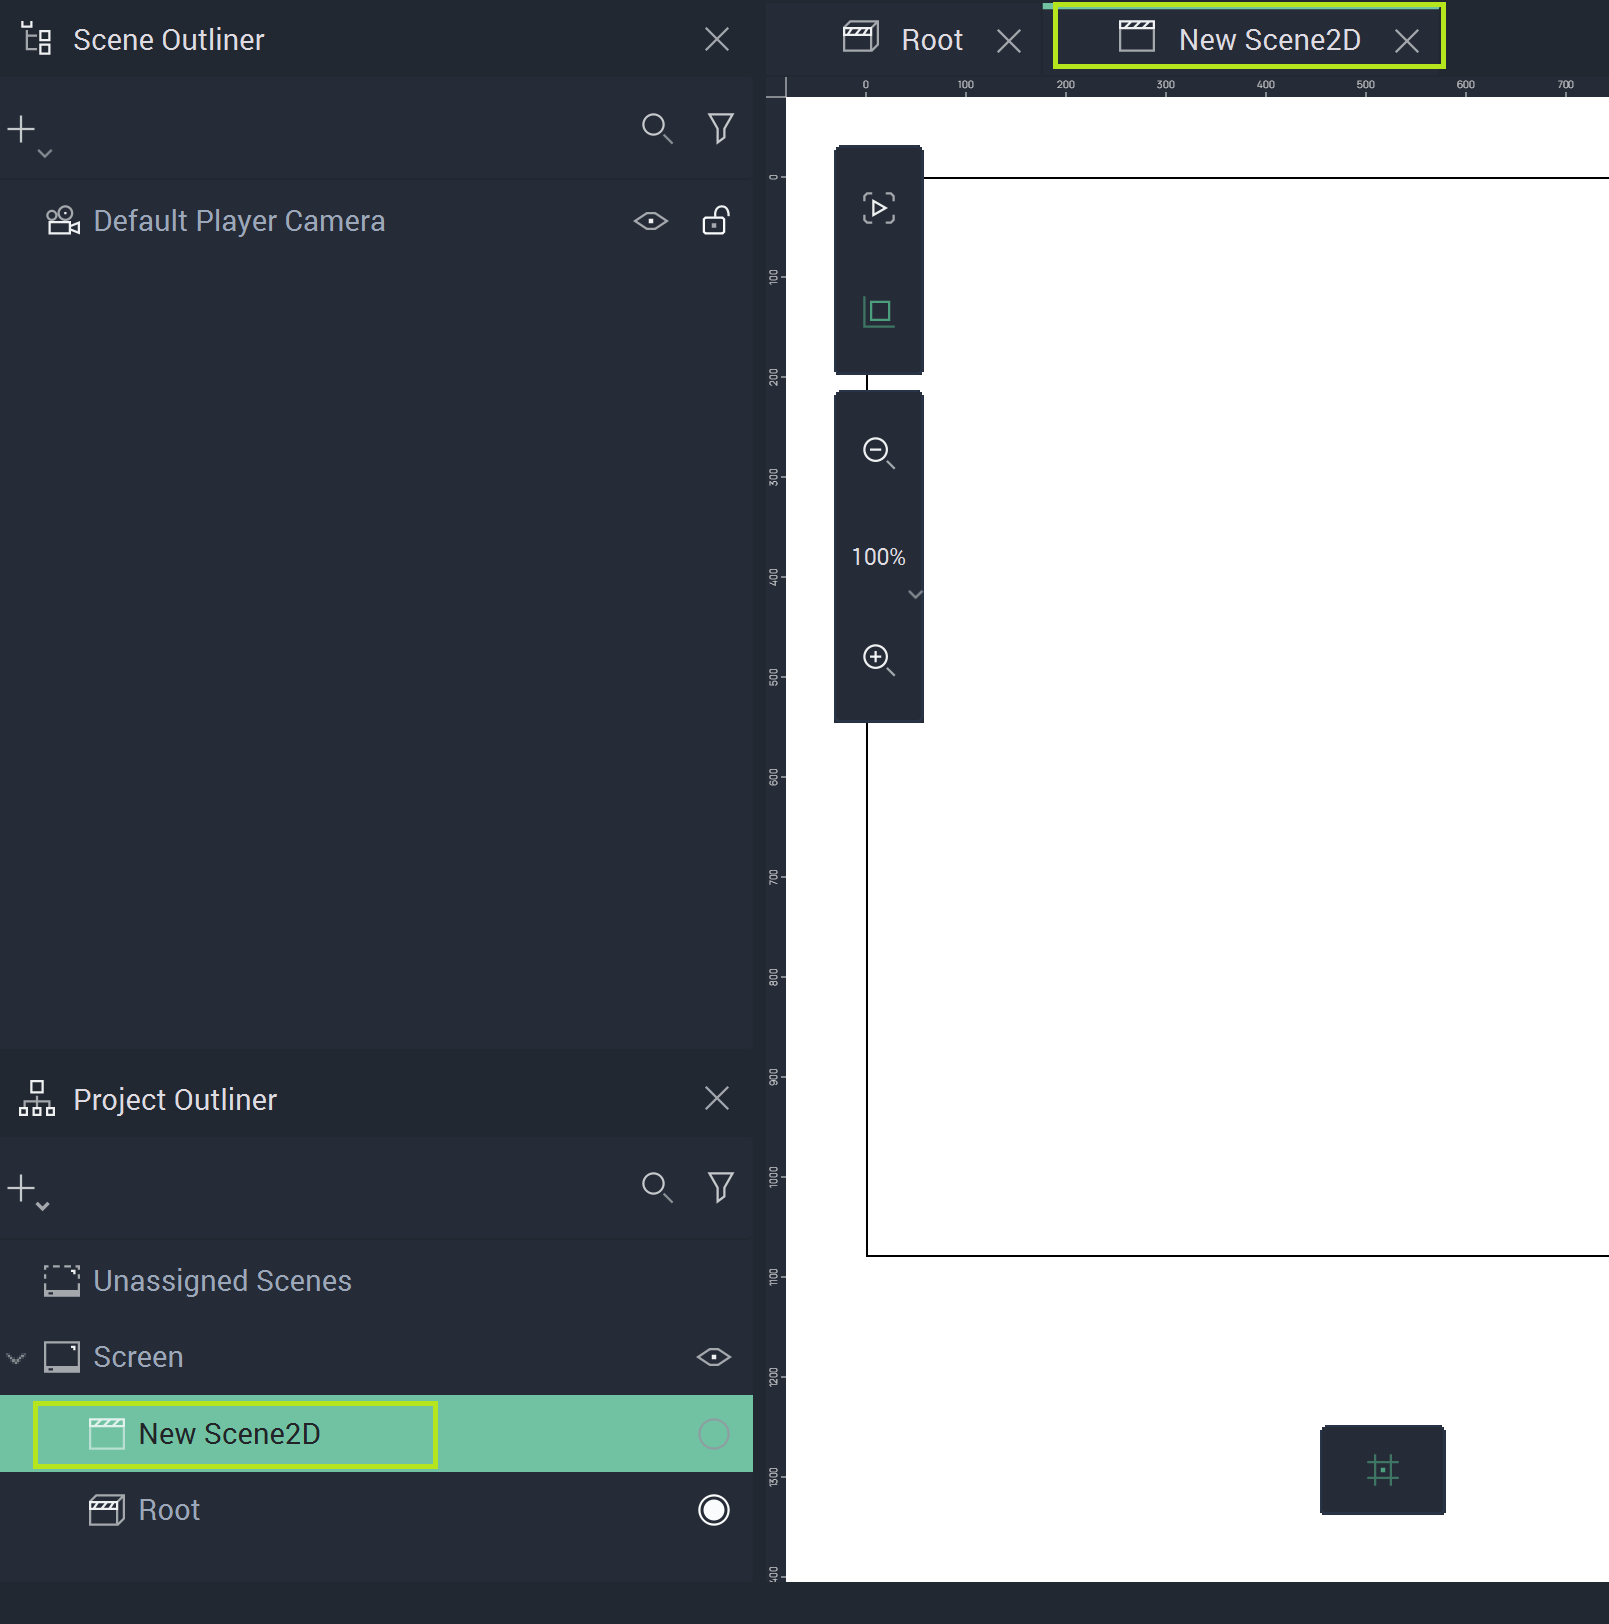 Scene Outliner
Root
New Scene2D
0 100 200 300 400 500 600 700
Default Player Camera
0
100
200
300
400
500
600
700
800
900
1000
1100
1200
1300
400
100%
Project Outliner
Unassigned Scenes
Screen
New Scene2D
Root